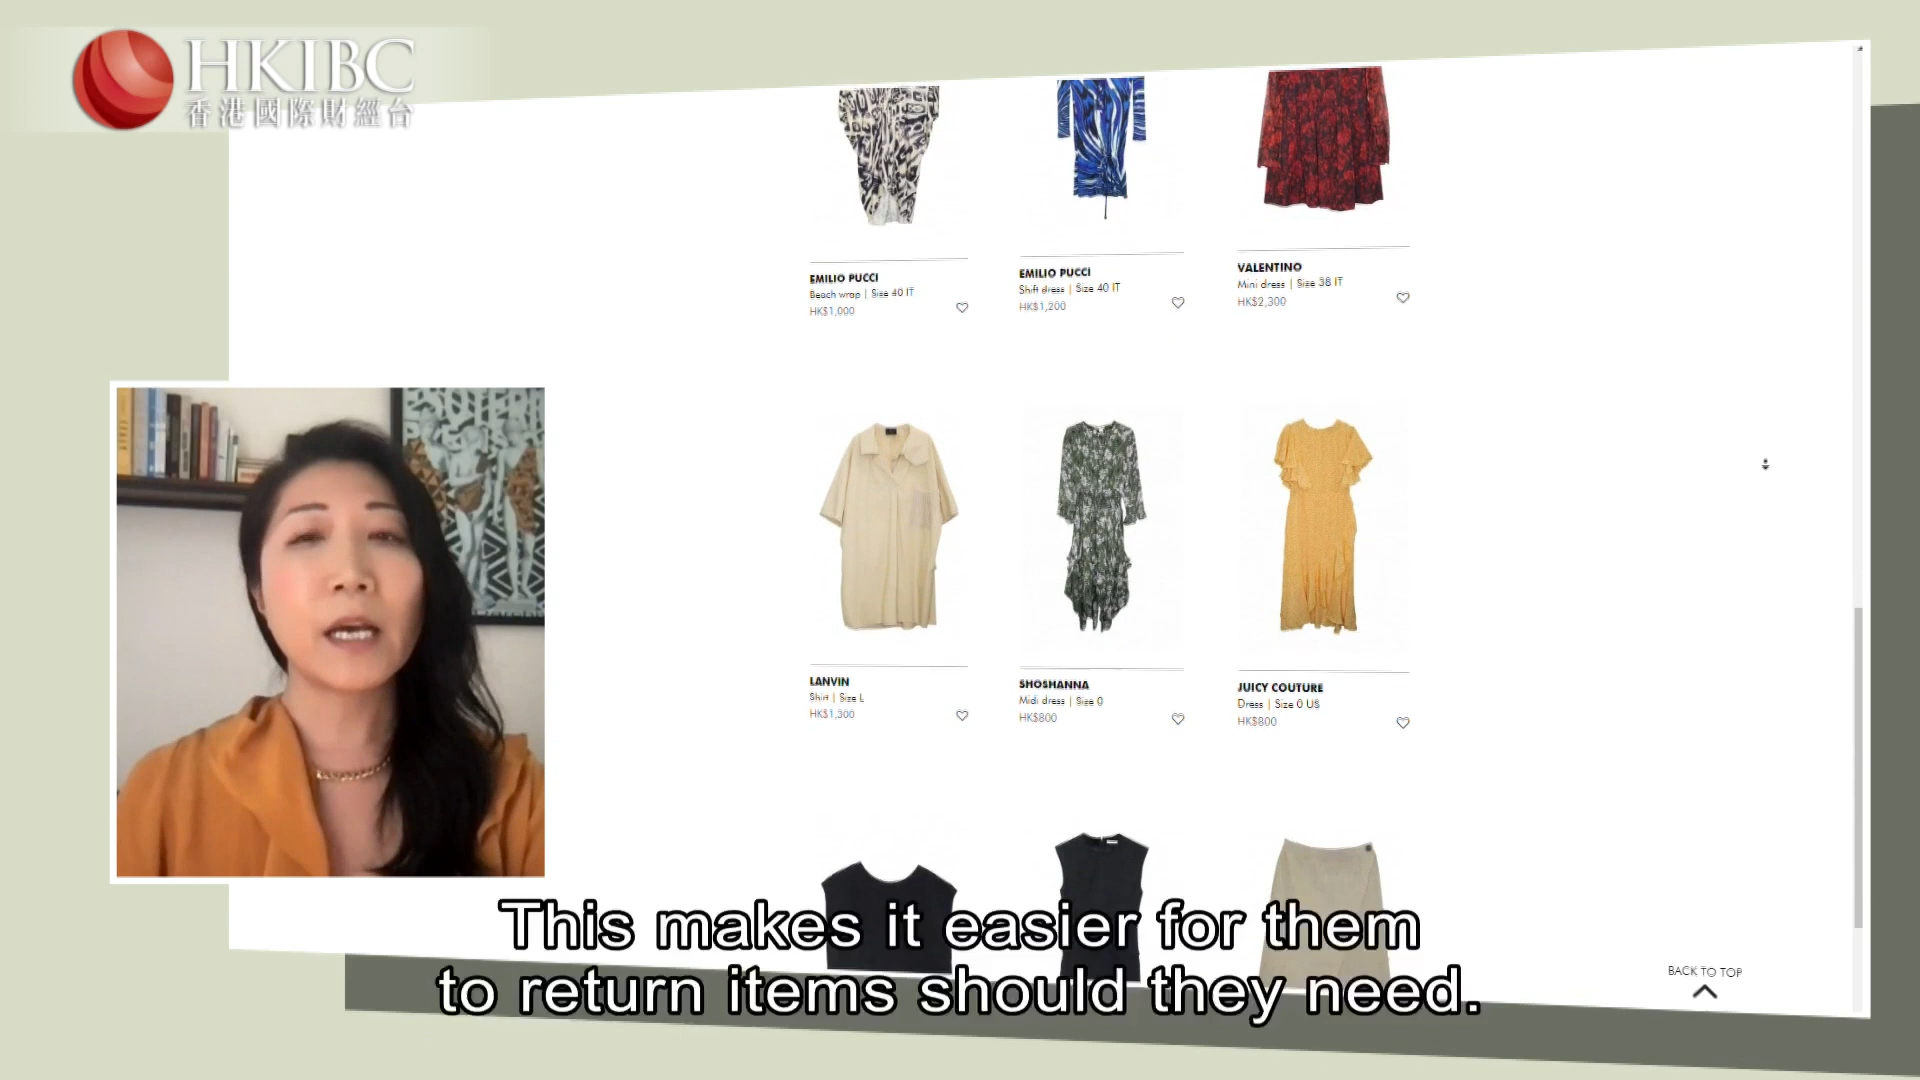 HKIBC
香港國際財經台
EMILIO PUCCI
Beach wrap | Size 40 IT
HK$1,000
EMILIO PUCCI
Shift dress | Size 40 IT
HK$1,200
VALENTINO
Mini dress | Size 38 IT
HK$2,300
LANVIN
Shirt | Size L
HK$1,300
SHOSHANNA
Midi dress | Size 0
HK$800
JUICY COUTURE
Dress | Size 0 US
HK$800
This makes it easier for them
to return items should they need.
BACK TO TOP